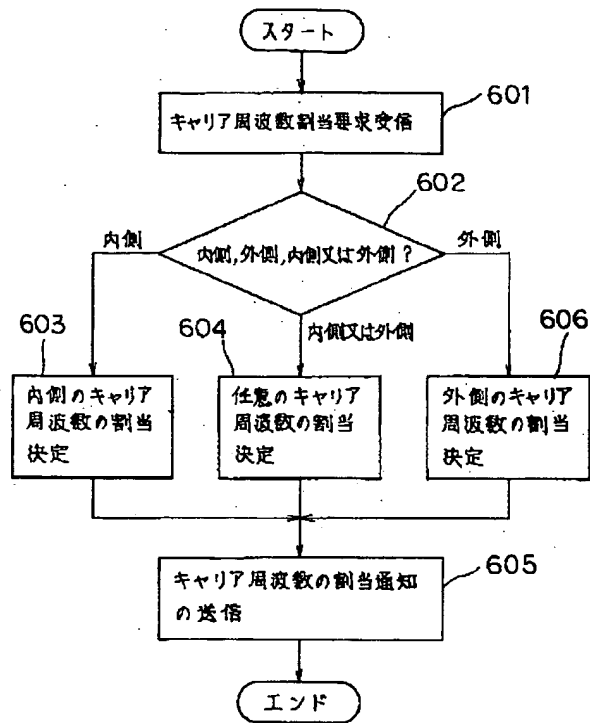 スタート
601
キャリア周波数割当要求受信
602
内側
内側,外側,内側又は外側?
外側
603
604
内側又は外側
606
内側のキャリア
周波数の割当
決定
任意のキャリア
周波数の割当
決定
外側のキャリア
周波数の割当
決定
605
キャリア周波数の割当通知
の送信
エンド